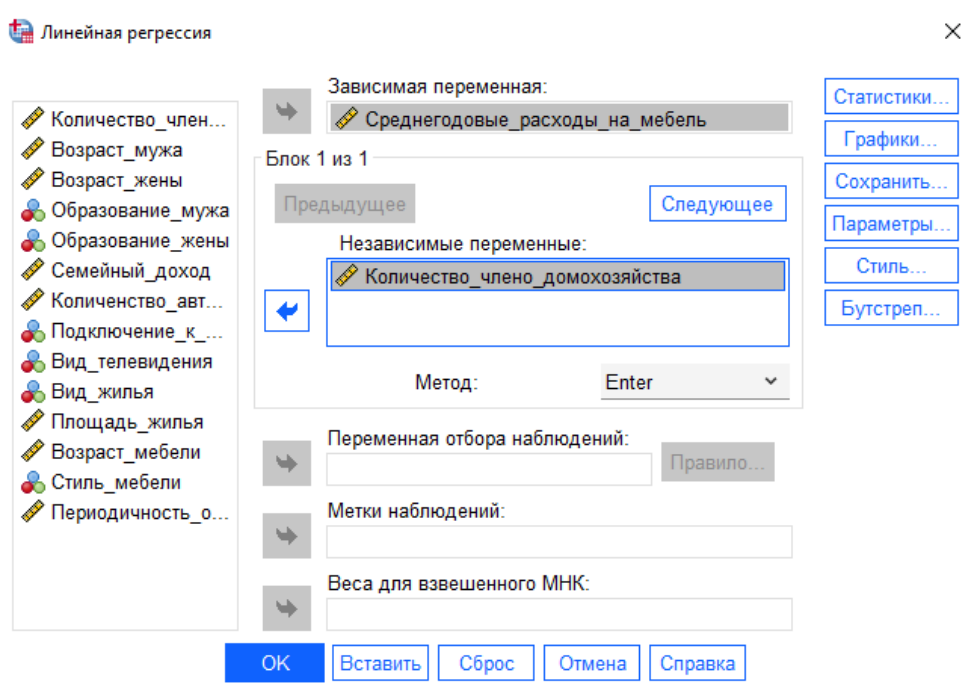 Линейная регрессия
Количество_член...
Возраст_мужа
Возраст_жены
Образование_мужа
Образование_жены
Семейный_доход
Количенство_авт...
Подключение_к_...
Вид_телевидения
Вид_жилья
Площадь_жилья
Возраст_мебели
Стиль_мебели
Периодичность_о...
Зависимая переменная:
Среднегодовые_расходы_на_мебель
Блок 1 из 1
Предыдущее
Следующее
Независимые переменные:
Количество_члено_домохозяйства
Метод:
Enter
Переменная отбора наблюдений:
Правило...
Метки наблюдений:
Веса для взвешенного МНК:
Статистики...
Графики...
Сохранить...
Параметры...
Стиль...
Бутстреп...
OK
Вставить
Сброс
Отмена
Справка